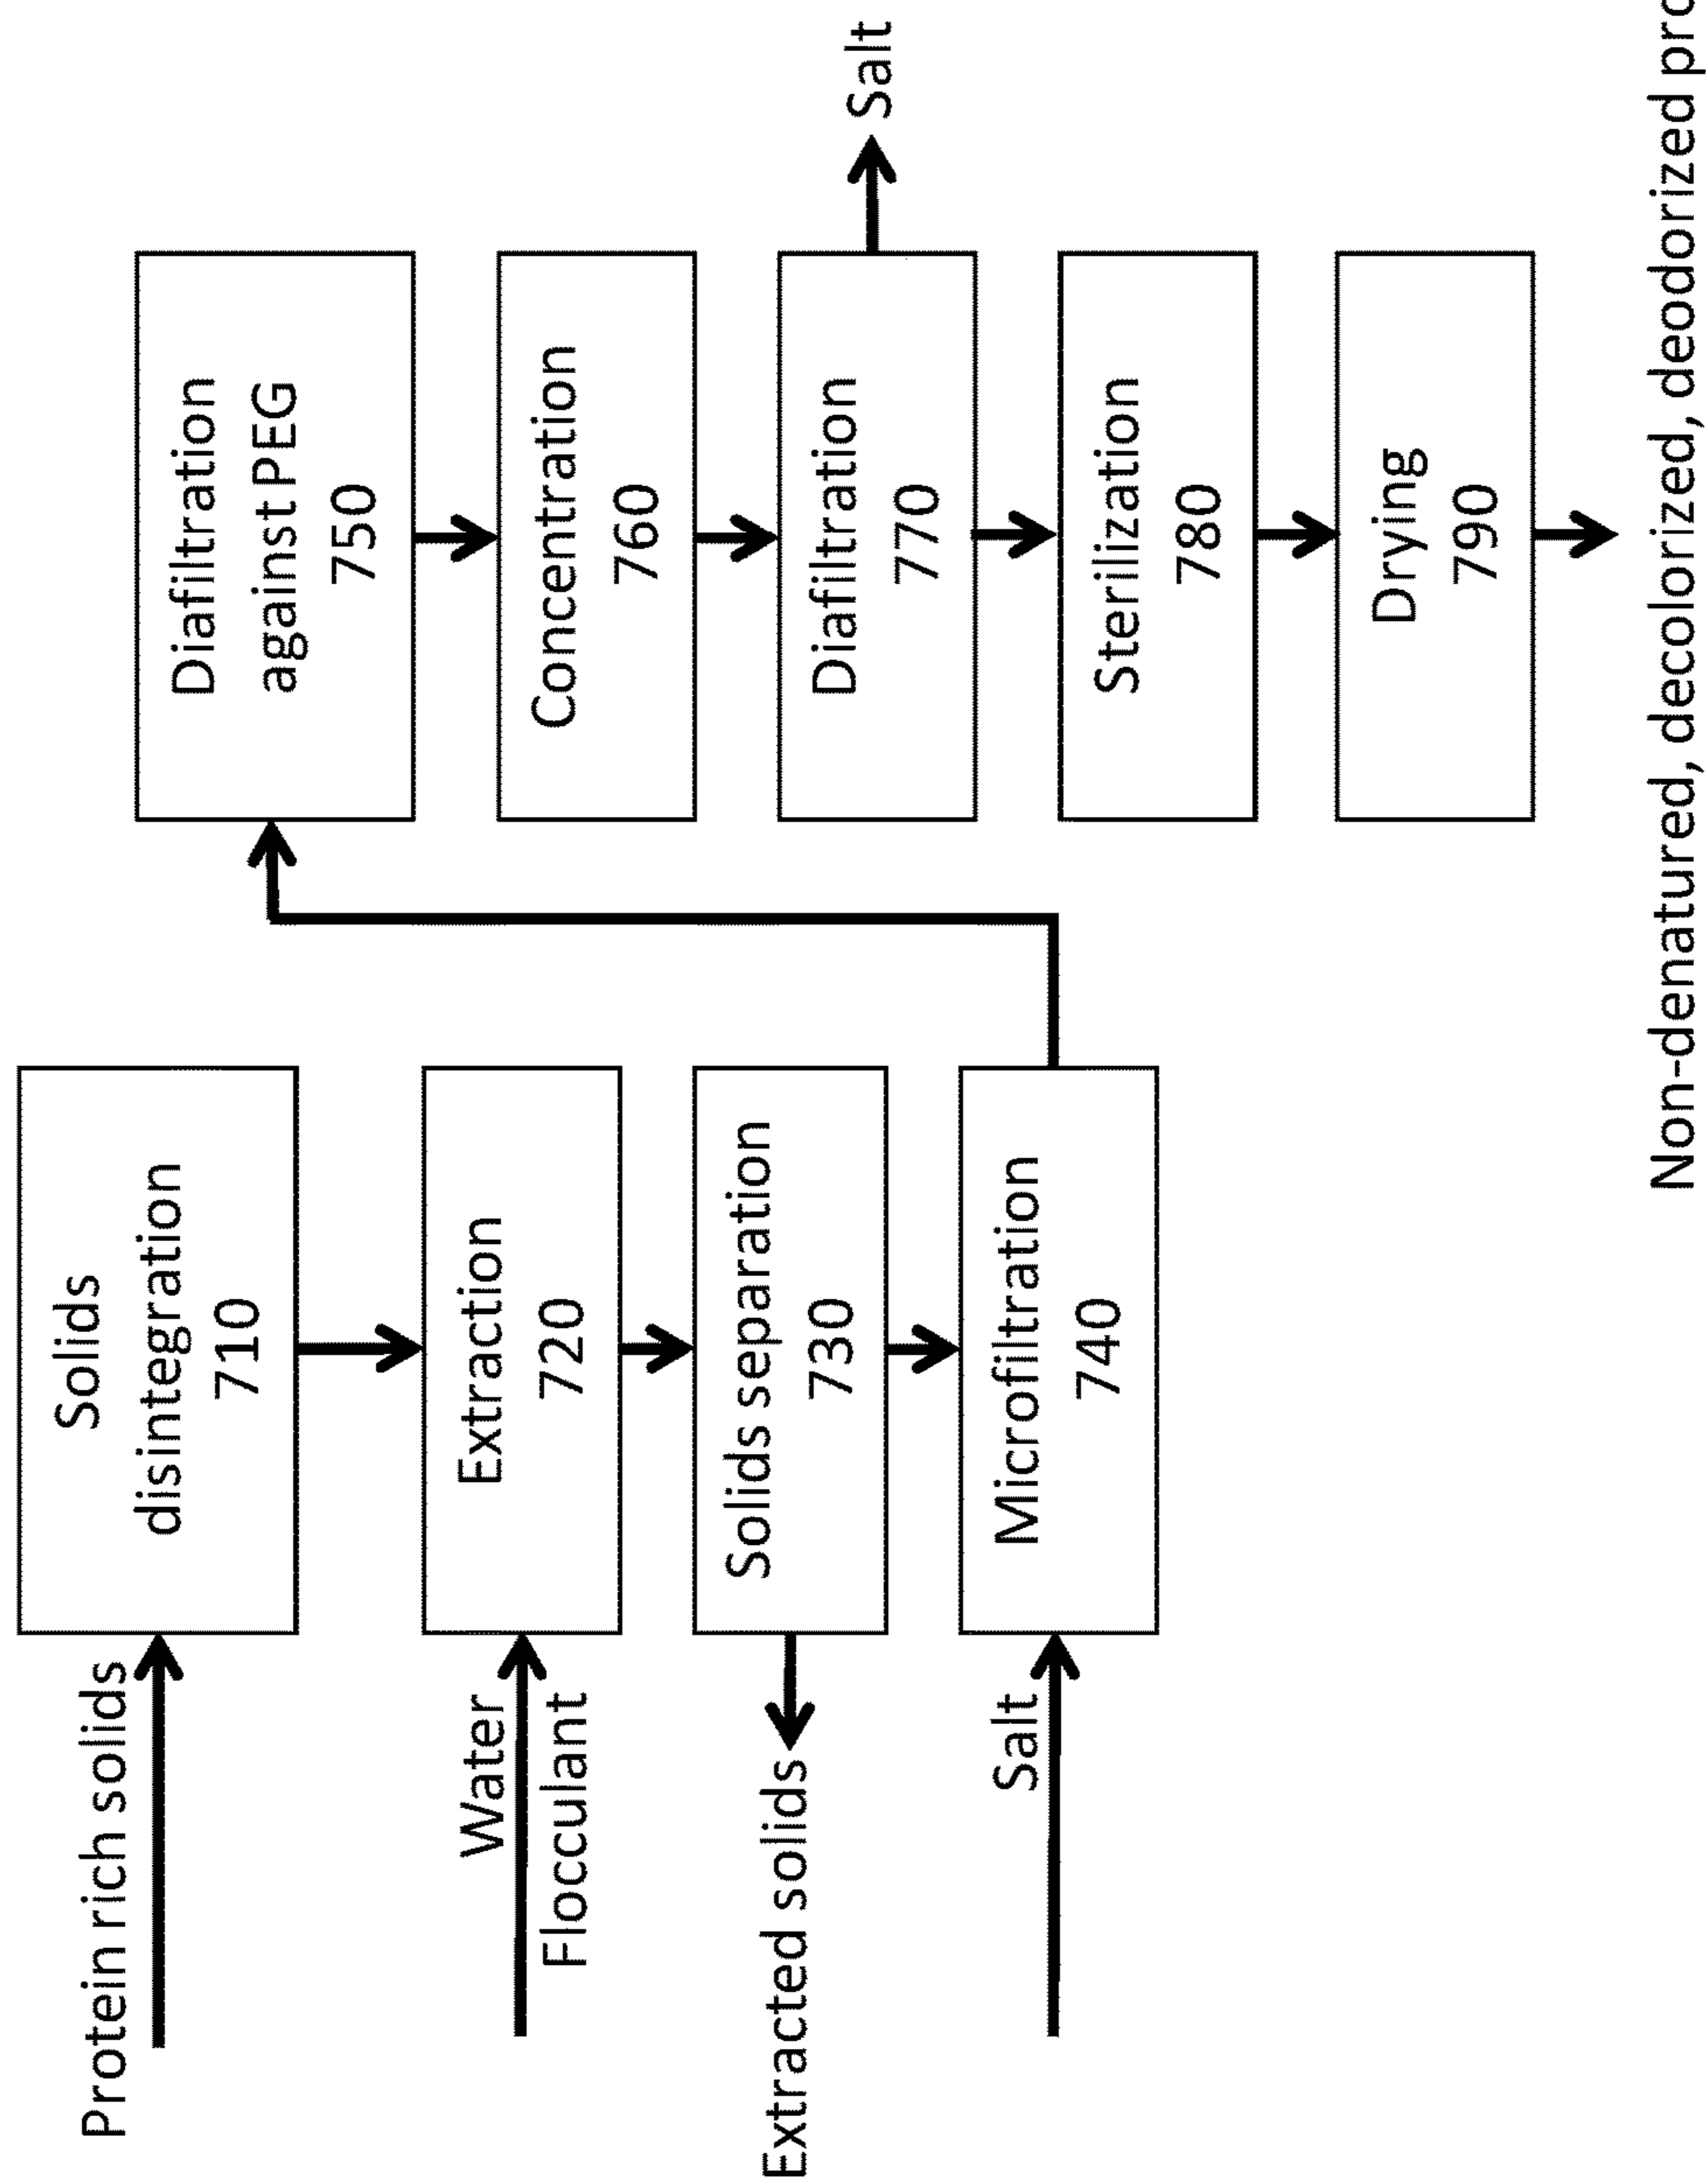 Protein rich solids
Solids
disintegration
710
Water
Flocculant
Extraction
720
Extracted solids
Solids separation
730
Salt
Microfiltration
740
Diafiltration
against PEG
750
Concentration
760
Diafiltration
770
Salt
Sterilization
780
Drying
790
Non-denatured, decolorized, deodorized